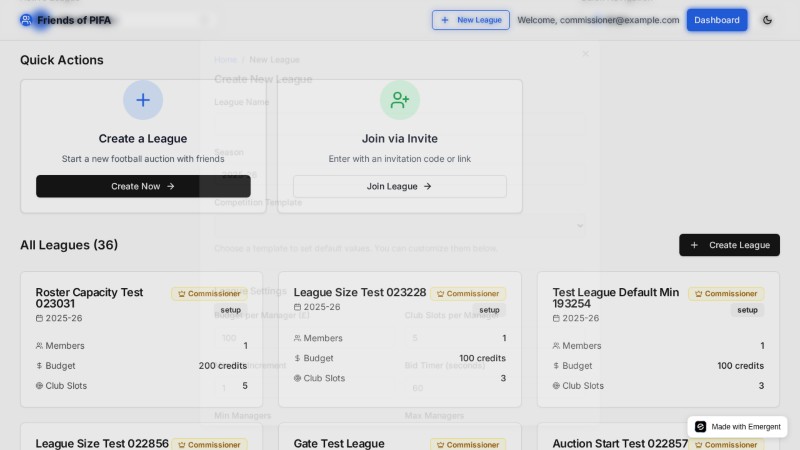 Friends of PIFA
New League
Welcome, commissioner@example.com
Dashboard
Quick Actions
Home / New League
Create New League
League Name
Create a League
Start a new football auction with friends
Create Now →
Join via Invite
Enter with an invitation code or link
Join League →
Season
2025-26
Competition Template
Choose a template to set default values. You can customize them below.
All Leagues (36)
Create League
League Settings
Budget per Manager (£)
Club Slots per Manager
100
5
Increment
Bid Timer (seconds)
1
60
Min Managers
Max Managers
Roster Capacity Test 023031
Commissioner
setup
2025-26
Members 1
Budget 200 credits
Club Slots 5
League Size Test 023228
Commissioner
setup
2025-26
Members 1
Budget 100 credits
Club Slots 3
Test League Default Min 193254
Commissioner
setup
2025-26
Members 1
Budget 100 credits
Club Slots 3
League Size Test 022856
Commissioner
Gate Test League
Commissioner
Auction Start Test 022857
Commissioner
Made with Emergent